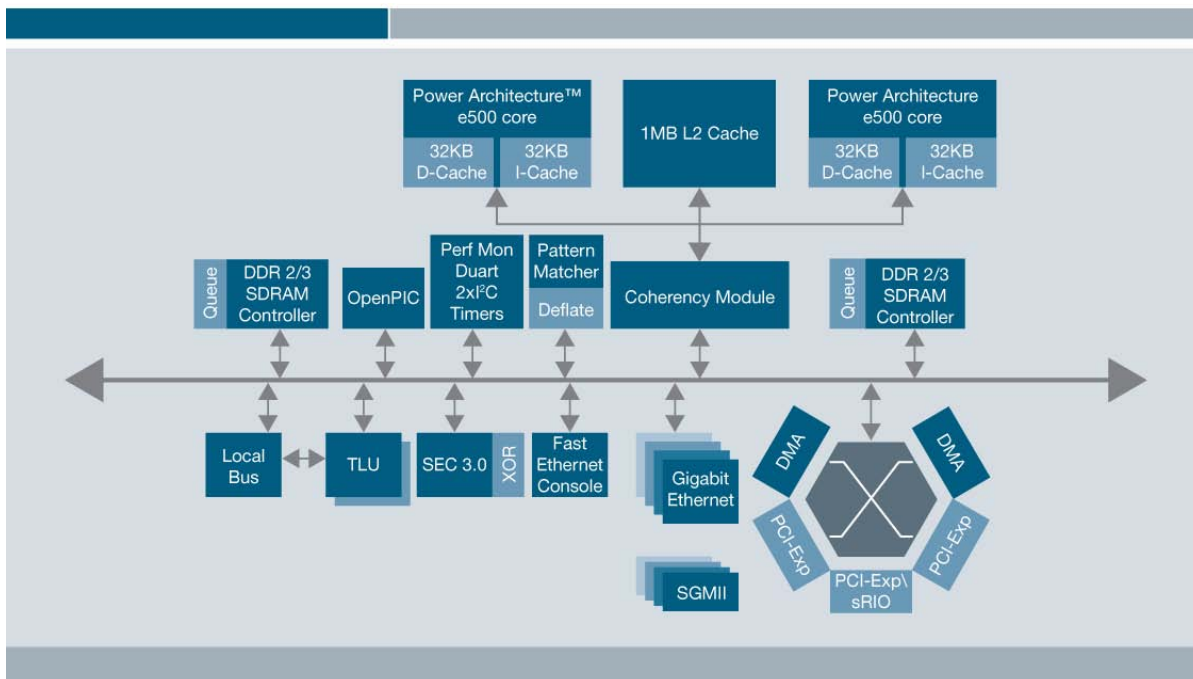 Power Architecture™
e500 core
32KB
D-Cache
32KB
I-Cache
1MB L2 Cache
Power Architecture
e500 core
32KB
D-Cache
32KB
I-Cache
Queue
DDR 2/3
SDRAM
Controller
OpenPIC
Perf Mon
Duart
2xI²C
Timers
Pattern
Matcher
Deflate
Coherency Module
Queue
DDR 2/3
SDRAM
Controller
Local
Bus
TLU
SEC 3.0
XOR
Fast
Ethernet
Console
Gigabit
Ethernet
SGMII
DMA
DMA
PCI-Exp
PCI-Exp\
sRIO
PCI-Exp